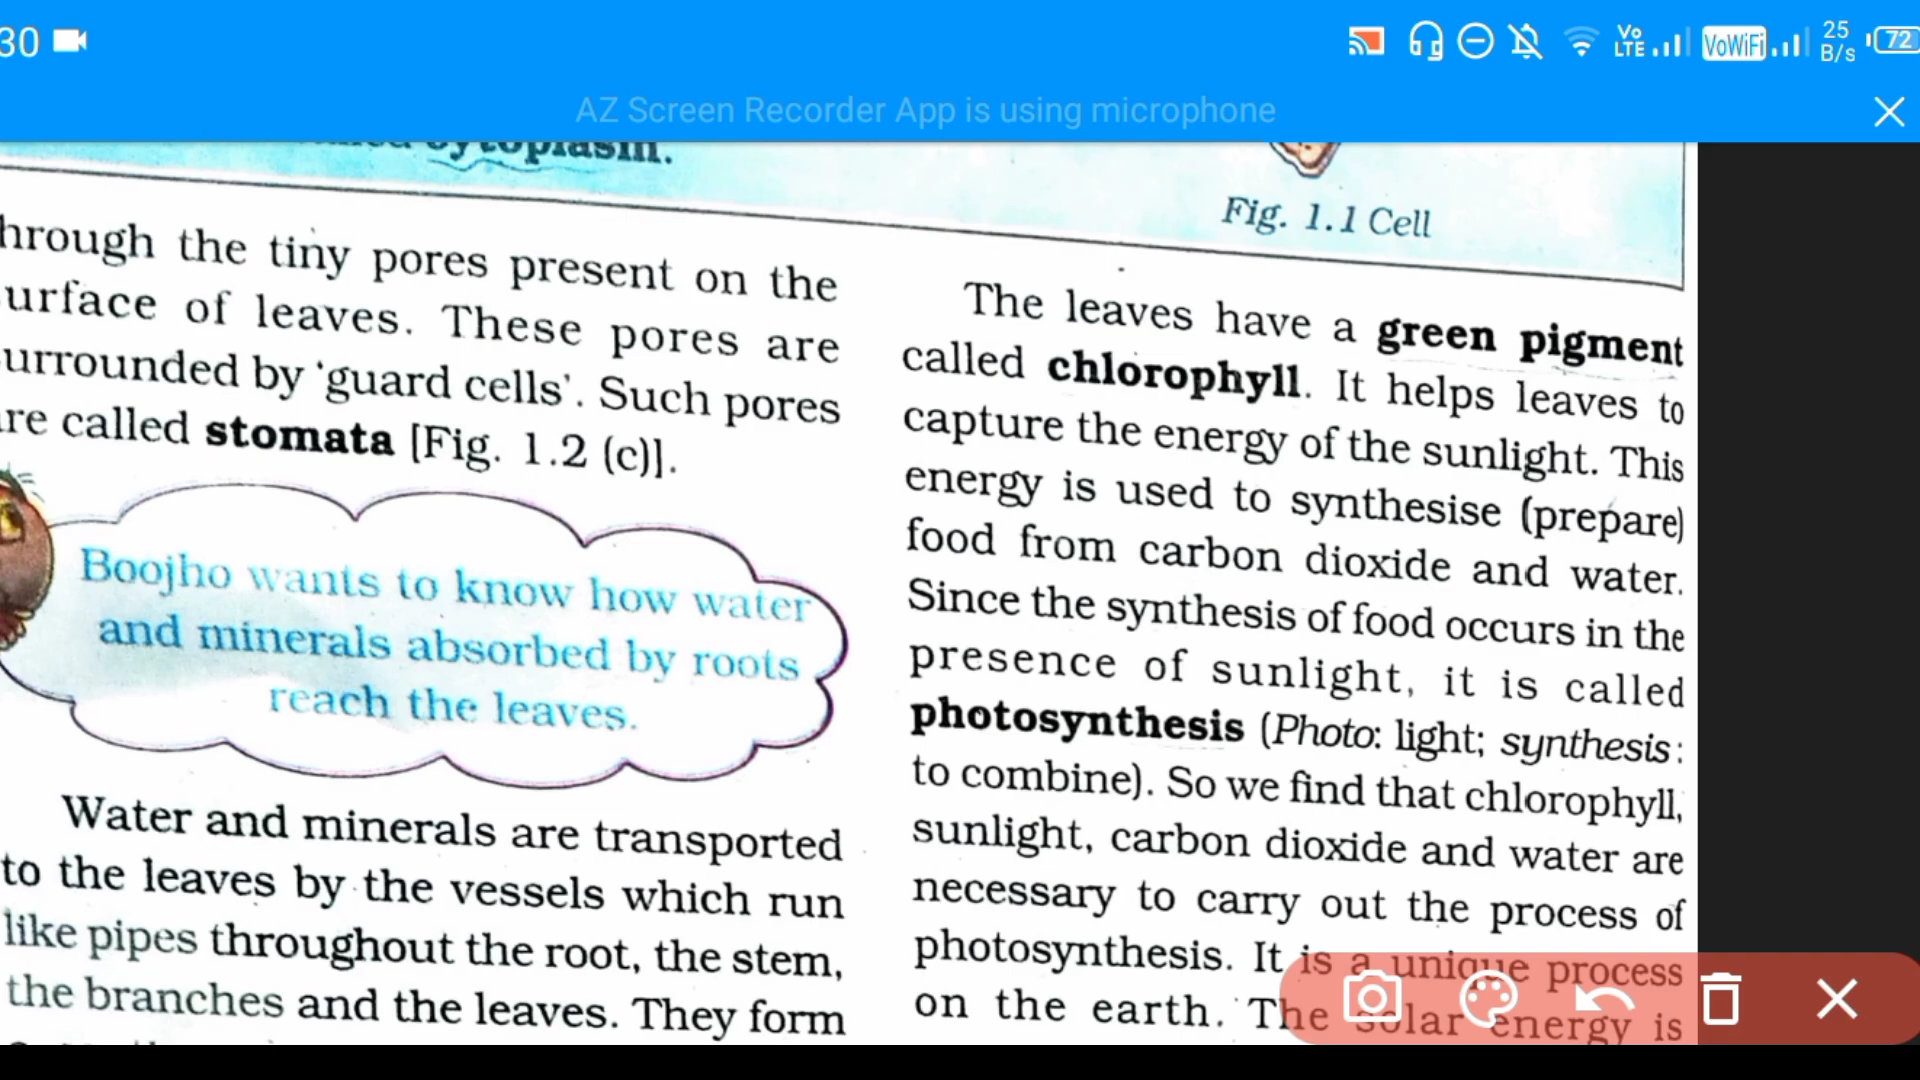 30
Vo
LTE
VoWiFi
25
B/s
72
AZ Screen Recorder App is using microphone
cytoplasm.
Fig. 1.1 Cell
hrough the tiny pores present on the
urface of leaves. These pores are
urrounded by 'guard cells'. Such pores
re called stomata [Fig. 1.2 (c)].
Boojho wants to know how water
and minerals absorbed by roots
reach the leaves.
Water and minerals are transported
to the leaves by the vessels which run
like pipes throughout the root, the stem,
the branches and the leaves. They form
The leaves have a green pigment
called chlorophyll. It helps leaves to
capture the energy of the sunlight. This
energy is used to synthesise (prepare)
food from carbon dioxide and water.
Since the synthesis of food occurs in the
presence of sunlight, it is called
photosynthesis (Photo: light; synthesis :
to combine). So we find that chlorophyll,
sunlight, carbon dioxide and water are
necessary to carry out the process of
photosynthesis. It is a unique process
on the earth. The solar energy is